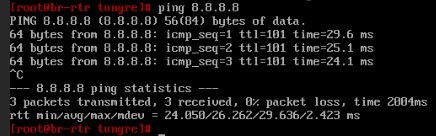 [root@br-rtr tungre]# ping 8.8.8.8
PING 8.8.8.8 (8.8.8.8) 56(84) bytes of data.
64 bytes from 8.8.8.8: icmp_seq=1 ttl=101 time=29.6 ms
64 bytes from 8.8.8.8: icmp_seq=2 ttl=101 time=25.1 ms
64 bytes from 8.8.8.8: icmp_seq=3 ttl=101 time=24.1 ms
^C
--- 8.8.8.8 ping statistics ---
3 packets transmitted, 3 received, 0% packet loss, time 2004ms
rtt min/avg/max/mdev = 24.050/26.262/29.636/2.423 ms
[root@br-rtr tungre]#